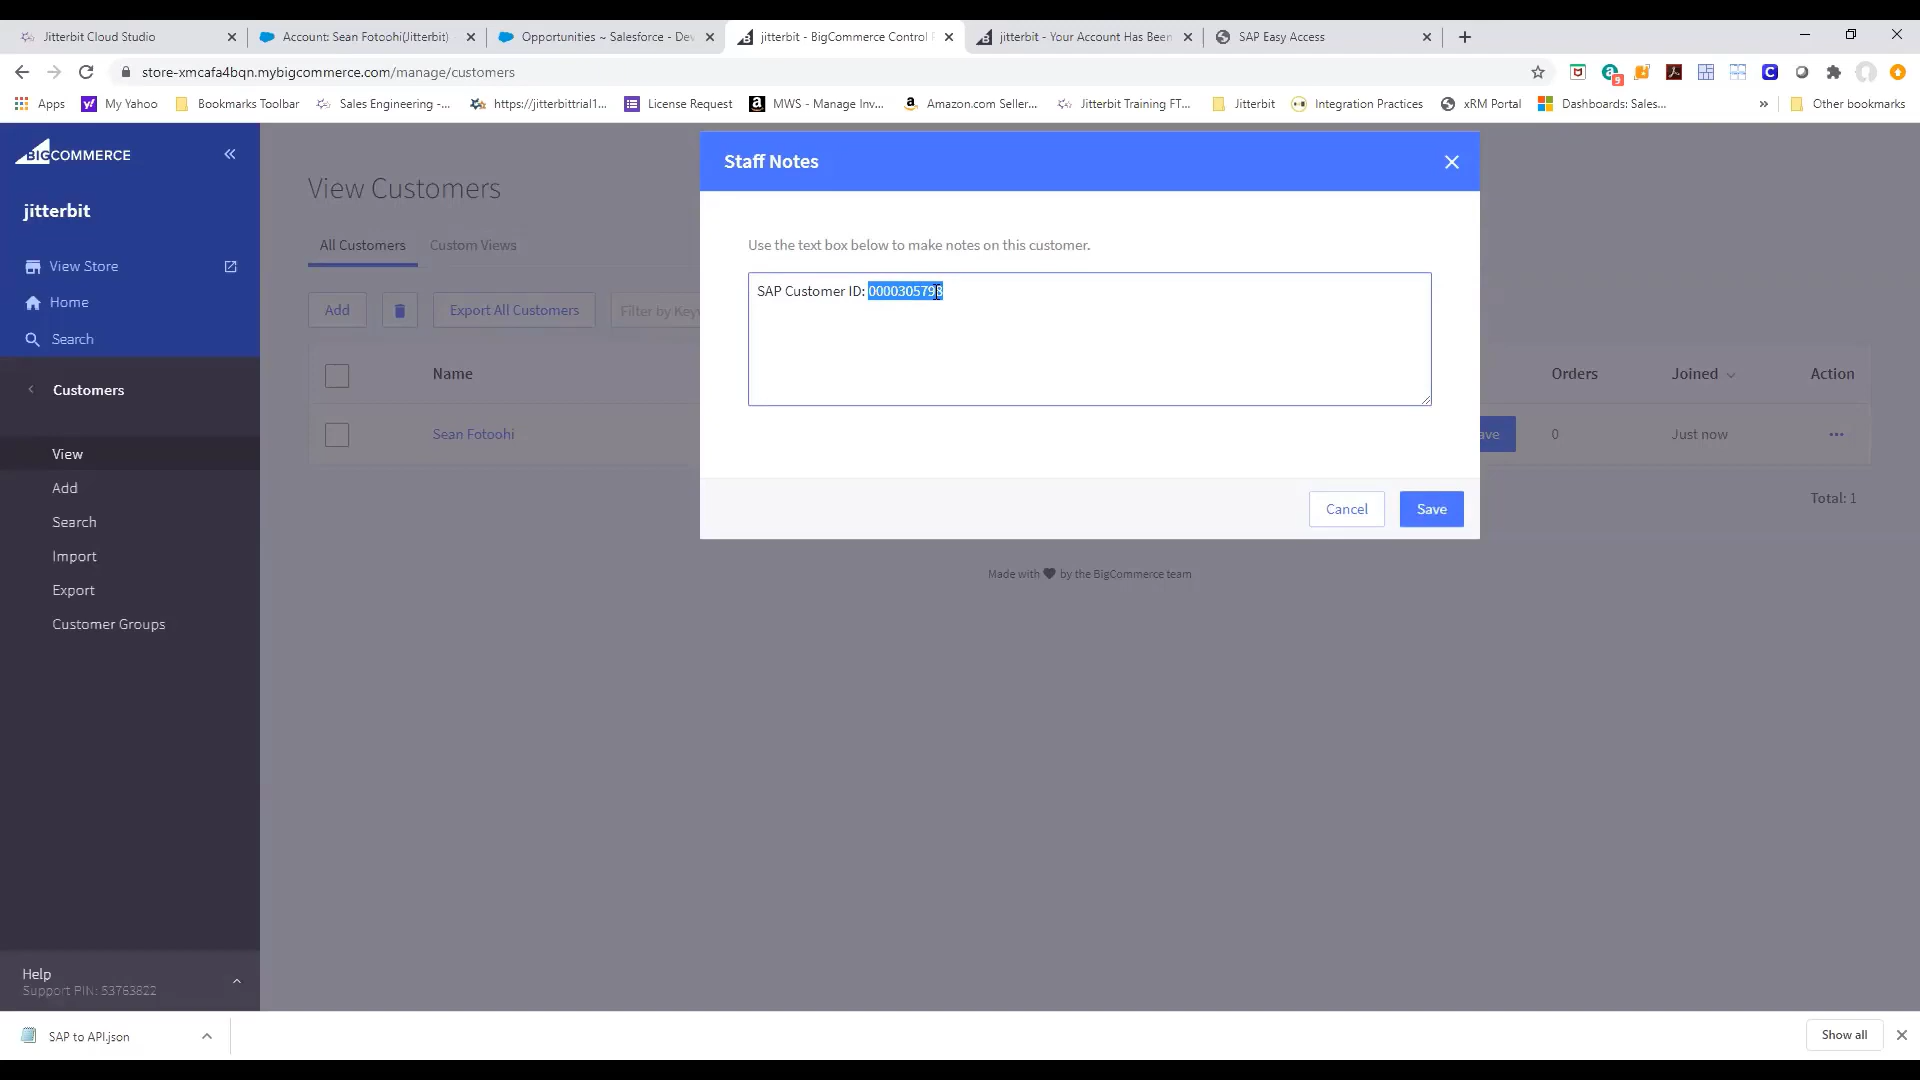 Jitterbit Cloud Studio
Account: Sean Fotoohi(Jitterbit)
Opportunities ~ Salesforce - Dev
jitterbit - BigCommerce Control P
jitterbit - Your Account Has Been
SAP Easy Access
store-xmcafa4bqn.mybigcommerce.com/manage/customers
9
Apps
My Yahoo
Bookmarks Toolbar
Sales Engineering -...
https://jitterbittrial1...
License Request
MWS - Manage Inv...
Amazon.com Seller...
Jitterbit Training FT...
Jitterbit
Integration Practices
xRM Portal
Dashboards: Sales...
»
Other bookmarks
BIGCOMMERCE
jitterbit
View Store
Home
Search
Customers
View
Add
Search
Import
Export
Customer Groups
Help
Support PIN: 53763822
View Customers
All Customers
Custom Views
Add
Export All Customers
Filter by Key
Name
Orders
Joined
Action
Sean Fotoohi
ave
0
Just now
...
Total: 1
Staff Notes
Use the text box below to make notes on this customer.
SAP Customer ID: 0000305798
Cancel
Save
Made with ♥ by the BigCommerce team
SAP to API.json
Show all